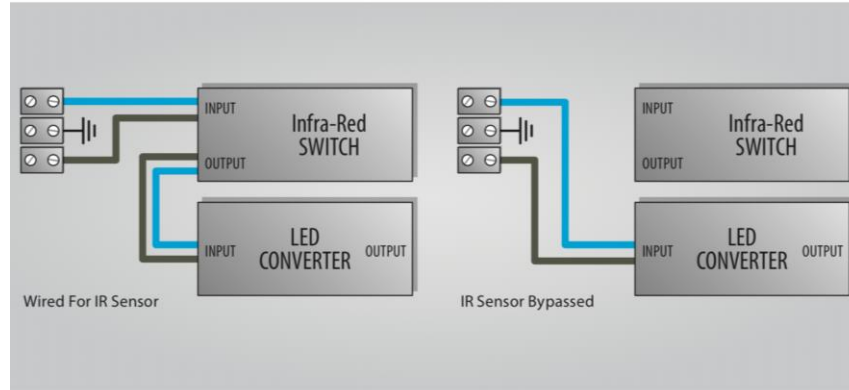 INPUT
Infra-Red
SWITCH
OUTPUT
INPUT
LED
CONVERTER
OUTPUT
Wired For IR Sensor
INPUT
Infra-Red
SWITCH
OUTPUT
INPUT
LED
CONVERTER
OUTPUT
IR Sensor Bypassed